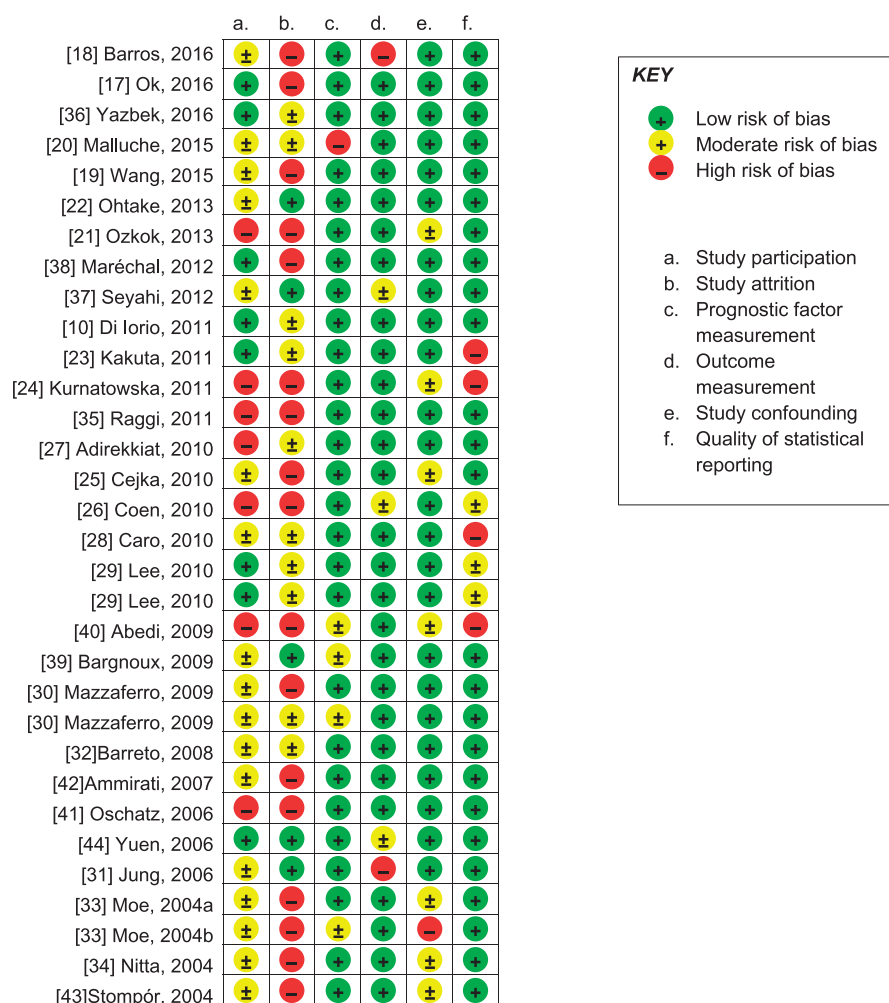 a. b. c. d. e. f.
[18] Barros, 2016 ± − + − + +
[17] Ok, 2016 + − + + + +
[36] Yazbek, 2016 + ± + + + +
[20] Malluche, 2015 ± ± − + + +
[19] Wang, 2015 ± − + + + +
[22] Ohtake, 2013 ± + + + + +
[21] Ozkok, 2013 − − + + ± +
[38] Maréchal, 2012 + − + + + +
[37] Seyahi, 2012 ± + + ± + +
[10] Di Iorio, 2011 + ± + + + +
[23] Kakuta, 2011 + ± + + + −
[24] Kurnatowska, 2011 − − + + ± −
[35] Raggi, 2011 − − + + + +
[27] Adirekkiat, 2010 − ± + + + +
[25] Cejka, 2010 ± − + + ± +
[26] Coen, 2010 − − + ± + ±
[28] Caro, 2010 ± ± + + + −
[29] Lee, 2010 + ± + + + ±
[29] Lee, 2010 + ± + + + ±
[40] Abedi, 2009 − − ± + ± −
[39] Bargnoux, 2009 ± + ± + + +
[30] Mazzaferro, 2009 ± − + + + +
[30] Mazzaferro, 2009 ± ± ± + + +
[32]Barreto, 2008 ± ± + + + +
[42]Ammirati, 2007 ± − + + + +
[41] Oschatz, 2006 − − + + + +
[44] Yuen, 2006 + + + ± + +
[31] Jung, 2006 ± + + − + +
[33] Moe, 2004a ± − + + ± +
[33] Moe, 2004b ± − ± + − +
[34] Nitta, 2004 ± − + + ± +
[43]Stompór, 2004 ± − + + ± +
KEY
+ Low risk of bias
+ Moderate risk of bias
− High risk of bias
a. Study participation
b. Study attrition
c. Prognostic factor
measurement
d. Outcome
measurement
e. Study confounding
f. Quality of statistical
reporting